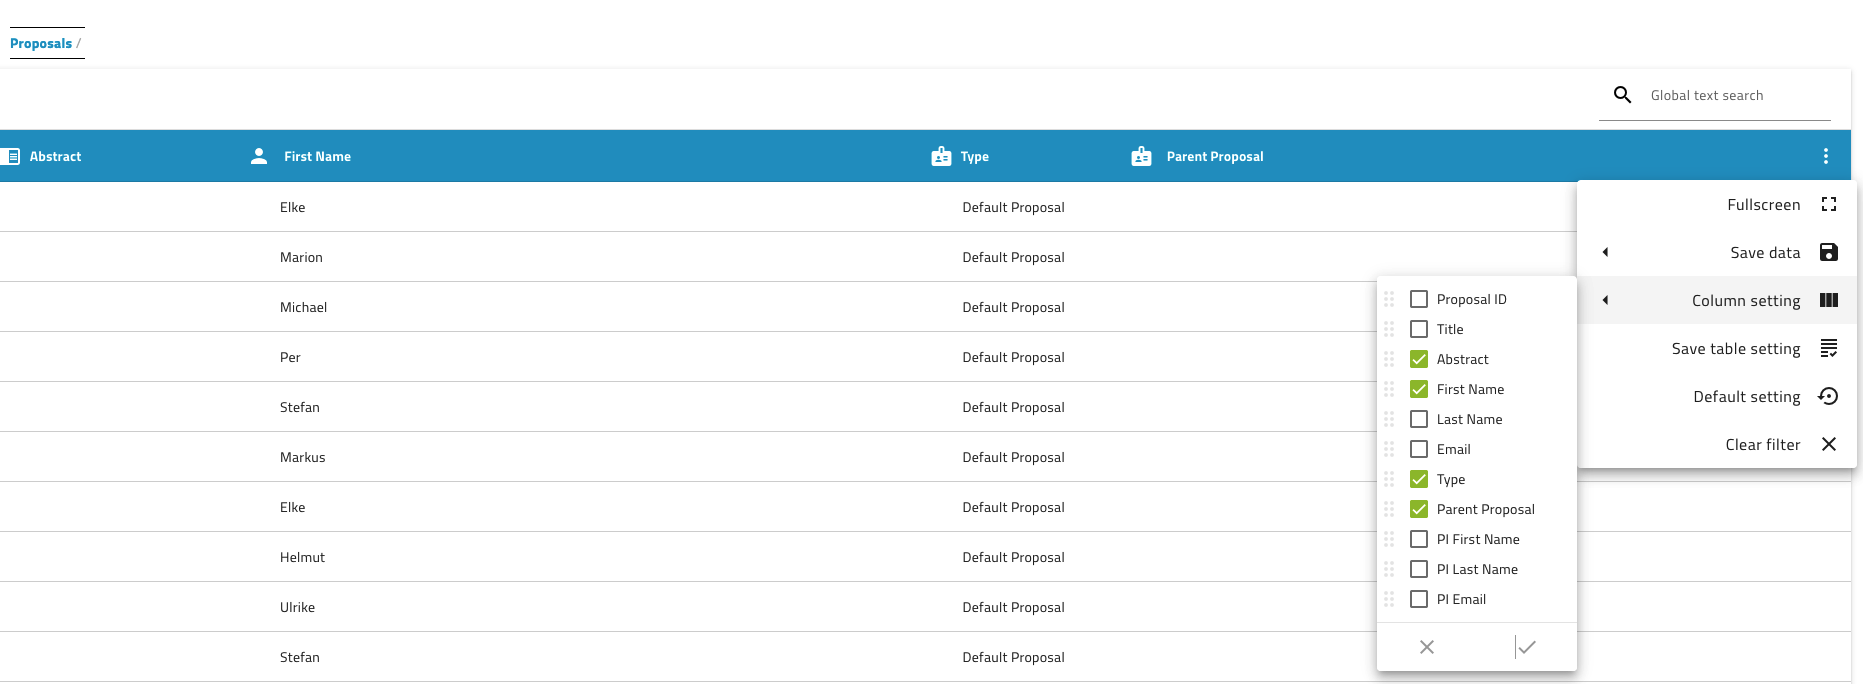 Proposals /
Global text search
Abstract First Name Type Parent Proposal
Elke Default Proposal
Marion Default Proposal
Michael Default Proposal
Per Default Proposal
Stefan Default Proposal
Markus Default Proposal
Elke Default Proposal
Helmut Default Proposal
Ulrike Default Proposal
Stefan Default Proposal
Fullscreen
Save data
Column setting
Save table setting
Default setting
Clear filter
Proposal ID
Title
Abstract
First Name
Last Name
Email
Type
Parent Proposal
PI First Name
PI Last Name
PI Email